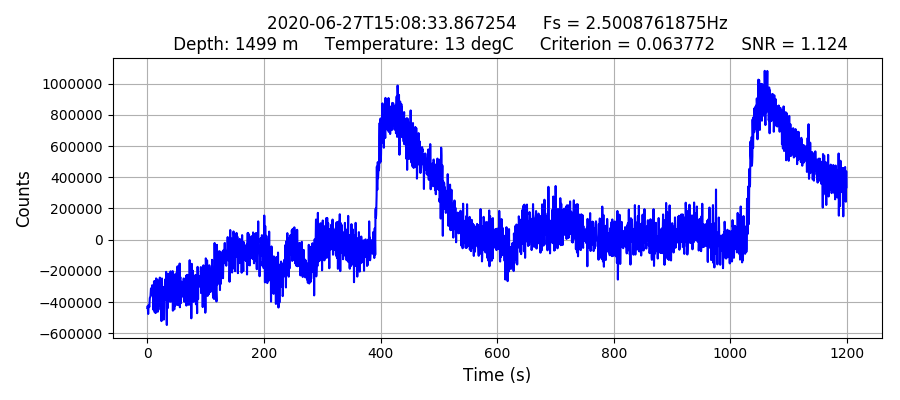 2020-06-27T15:08:33.867254 Fs = 2.5008761875Hz
Depth: 1499 m Temperature: 13 degC Criterion = 0.063772 SNR = 1.124
1000000
800000
600000
400000
200000
0
−200000
−400000
−600000
Counts
0 200 400 600 800 1000 1200
Time (s)